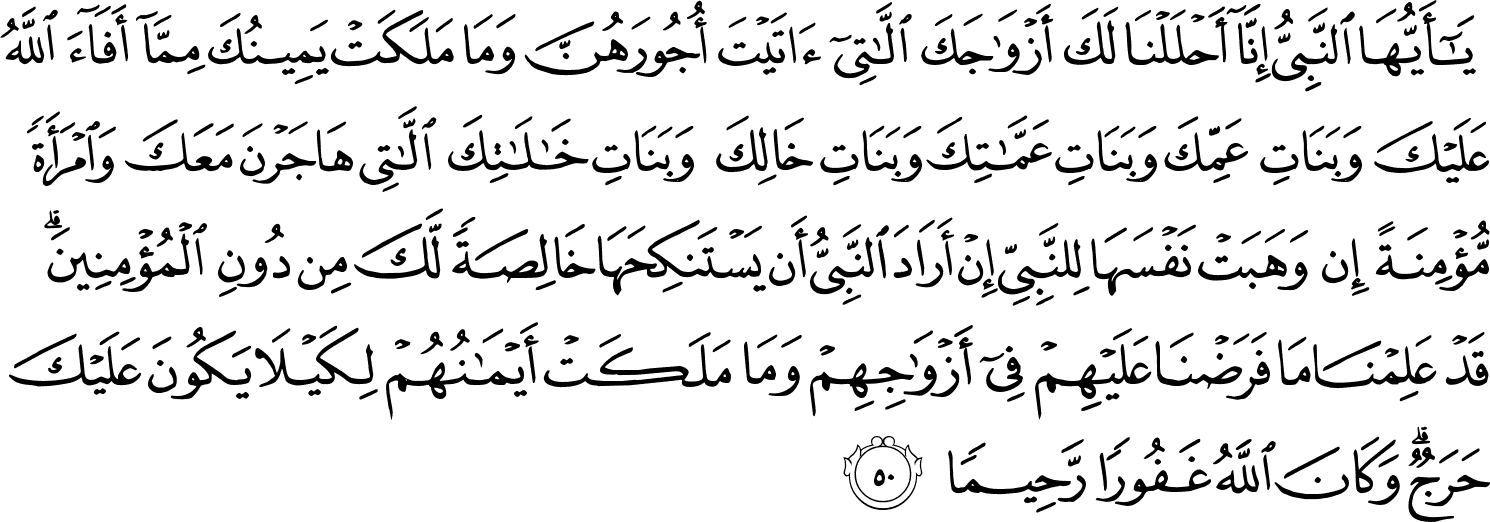 يَـٰٓأَيُّهَا ٱلنَّبِىُّ إِنَّآ أَحْلَلْنَا لَكَ أَزْوَٰجَكَ ٱلَّـٰتِىٓ ءَاتَيْتَ أُجُورَهُنَّ وَمَا مَلَكَتْ يَمِينُكَ مِمَّآ أَفَآءَ ٱللَّهُ
عَلَيْكَ وَبَنَاتِ عَمِّكَ وَبَنَاتِ عَمَّـٰتِكَ وَبَنَاتِ خَالِكَ وَبَنَاتِ خَـٰلَـٰتِكَ ٱلَّـٰتِى هَاجَرْنَ مَعَكَ وَٱمْرَأَةً
مُّؤْمِنَةً إِن وَهَبَتْ نَفْسَهَا لِلنَّبِىِّ إِنْ أَرَادَ ٱلنَّبِىُّ أَن يَسْتَنكِحَهَا خَالِصَةً لَّكَ مِن دُونِ ٱلْمُؤْمِنِينَ ۗ
قَدْ عَلِمْنَا مَا فَرَضْنَا عَلَيْهِمْ فِىٓ أَزْوَٰجِهِمْ وَمَا مَلَكَتْ أَيْمَـٰنُهُمْ لِكَيْلَا يَكُونَ عَلَيْكَ
حَرَجٌ ۗ وَكَانَ ٱللَّهُ غَفُورًا رَّحِيمًا ٥٠